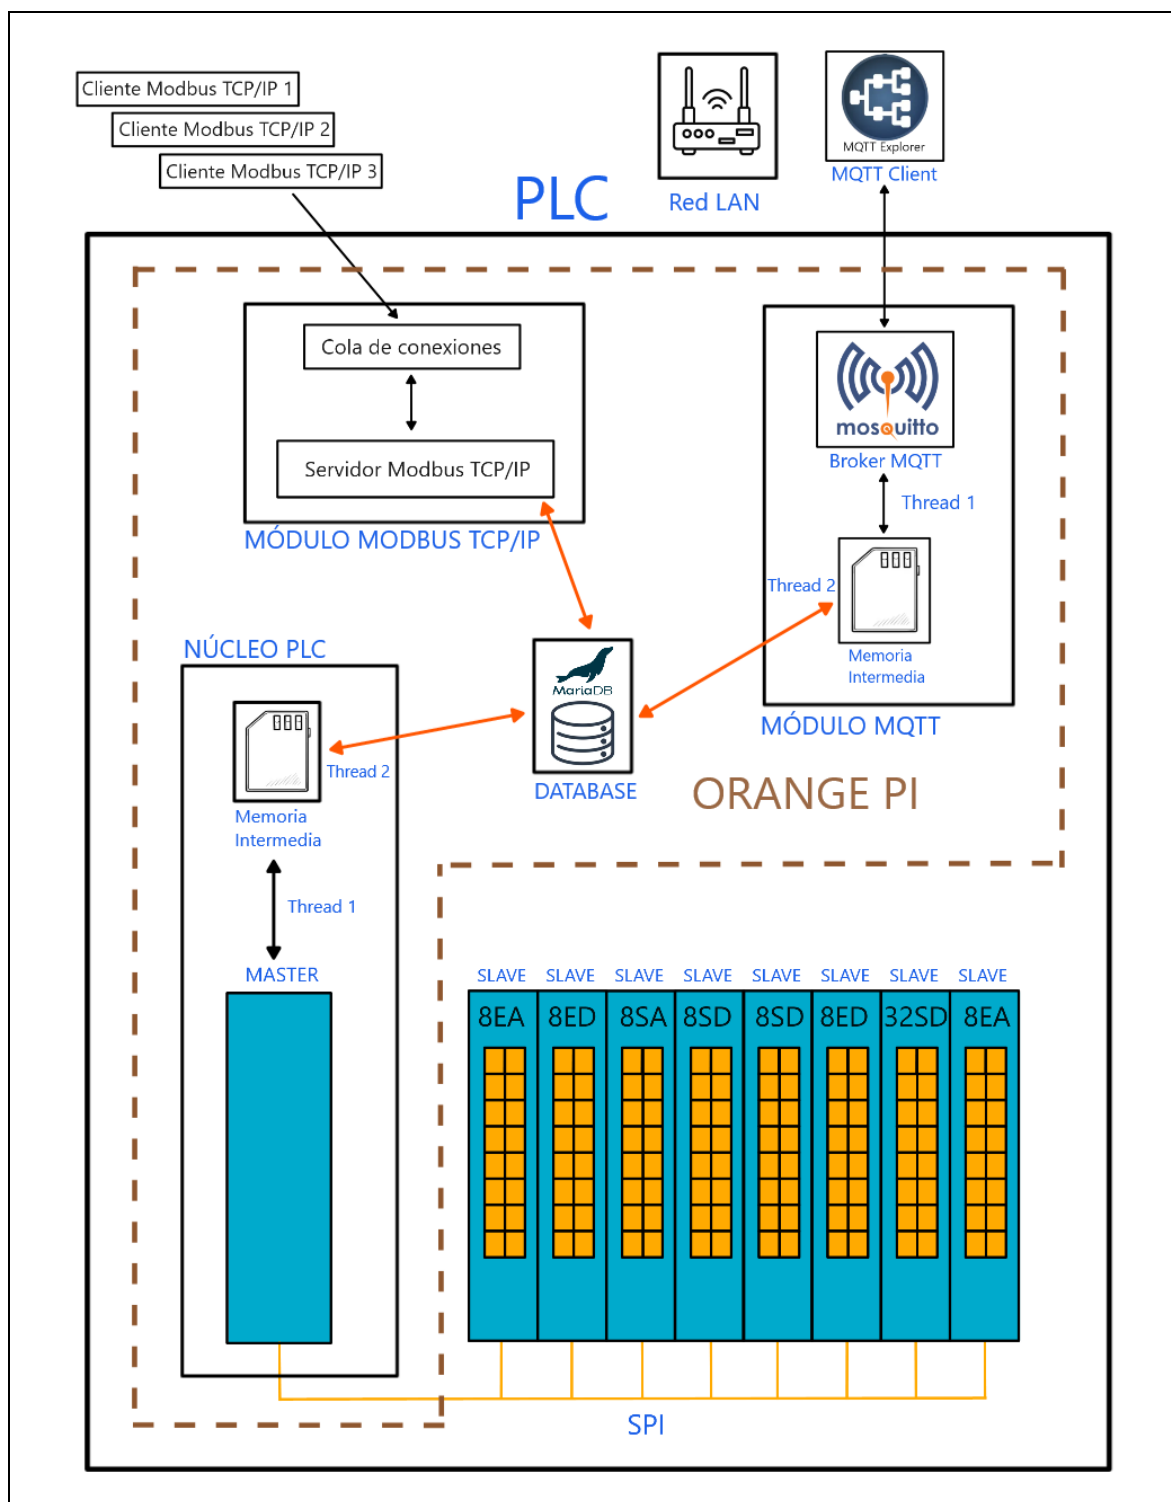 Cliente Modbus TCP/IP 1
Cliente Modbus TCP/IP 2
Cliente Modbus TCP/IP 3
MQTT Explorer
MQTT Client
Red LAN
PLC
Cola de conexiones
Servidor Modbus TCP/IP
MÓDULO MODBUS TCP/IP
mosquitto
Broker MQTT
Thread 1
Thread 2
Memoria
Intermedia
MÓDULO MQTT
NÚCLEO PLC
MariaDB
DATABASE
Thread 2
Memoria
Intermedia
ORANGE PI
Thread 1
MASTER
SLAVE SLAVE SLAVE SLAVE SLAVE SLAVE SLAVE SLAVE
8EA 8ED 8SA 8SD 8SD 8ED 32SD 8EA
SPI